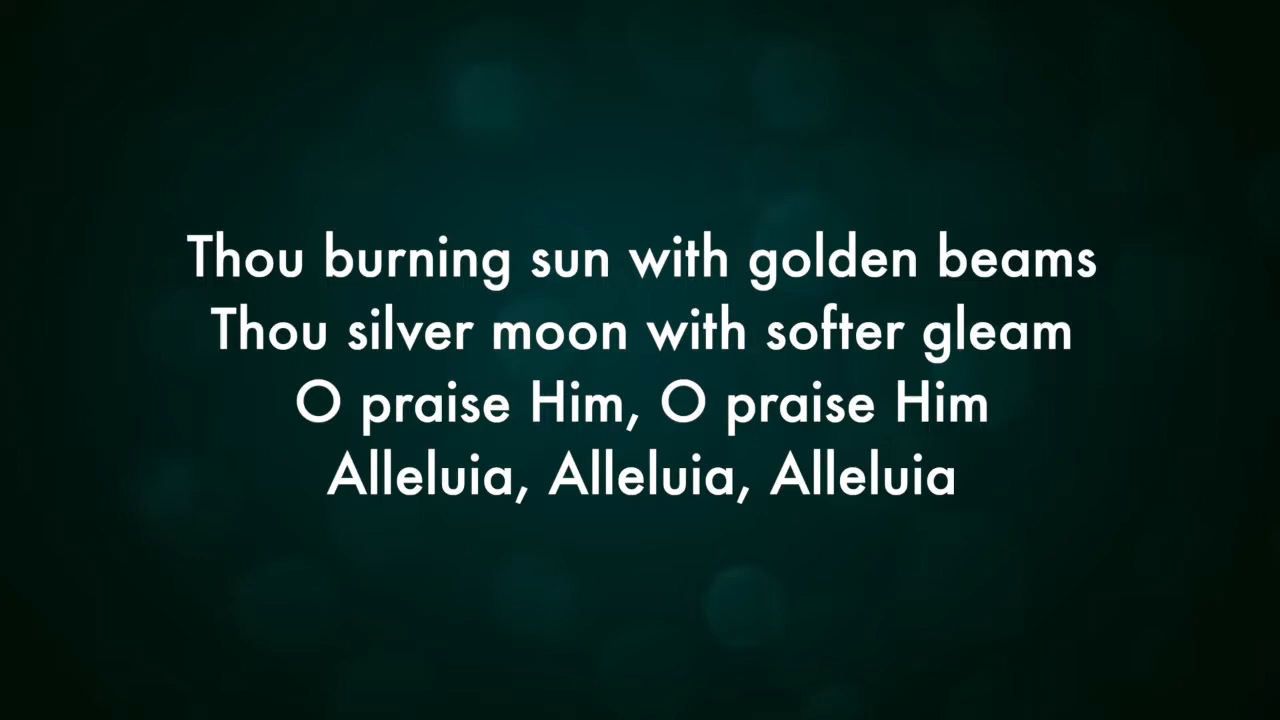 Thou burning sun with golden beams
Thou silver moon with softer gleam
O praise Him, O praise Him
Alleluia, Alleluia, Alleluia